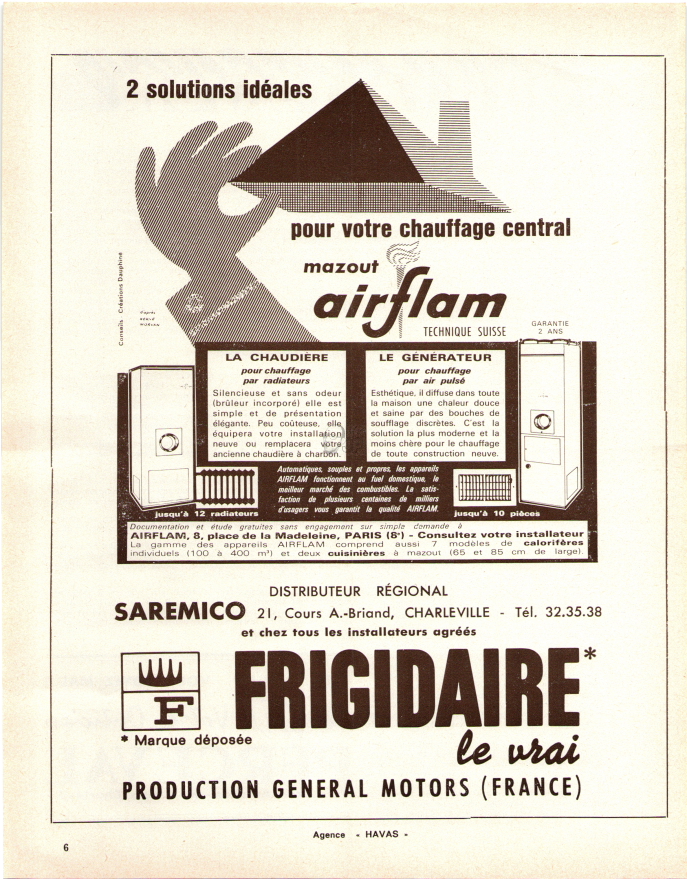 2 solutions idéales
pour votre chauffage central
mazout
airflam
TECHNIQUE SUISSE
Conseils Créations Dauphine
d'après
HERVÉ
MORVAN
GARANTIE
2 ANS
LA CHAUDIÈRE
pour chauffage
par radiateurs
Silencieuse et sans odeur
(brûleur incorporé) elle est
simple et de présentation
élégante. Peu coûteuse, elle
équipera votre installation
neuve ou remplacera votre
ancienne chaudière à charbon.
LE GÉNÉRATEUR
pour chauffage
par air pulsé
Esthétique, il diffuse dans toute
la maison une chaleur douce
et saine par des bouches de
soufflage discrètes. C'est la
solution la plus moderne et la
moins chère pour le chauffage
de toute construction neuve.
Automatiques, souples et propres, les appareils
AIRFLAM fonctionnent au fuel domestique, le
meilleur marché des combustibles. La satis-
faction de plusieurs centaines de milliers
d'usagers vous garantit la qualité AIRFLAM.
jusqu'à 12 radiateurs
jusqu'à 10 pièces
Documentation et étude gratuites sans engagement sur simple demande à
AIRFLAM, 8, place de la Madeleine, PARIS (8e) - Consultez votre installateur
La gamme des appareils AIRFLAM comprend aussi 7 modèles de calorifères
individuels (100 à 400 m³) et deux cuisinières à mazout (65 et 85 cm de large).
DISTRIBUTEUR RÉGIONAL
SAREMICO 21, Cours A.-Briand, CHARLEVILLE - Tél. 32.35.38
et chez tous les installateurs agréés
F
FRIGIDAIRE*
* Marque déposée
le vrai
PRODUCTION GENERAL MOTORS (FRANCE)
Agence « HAVAS »
6